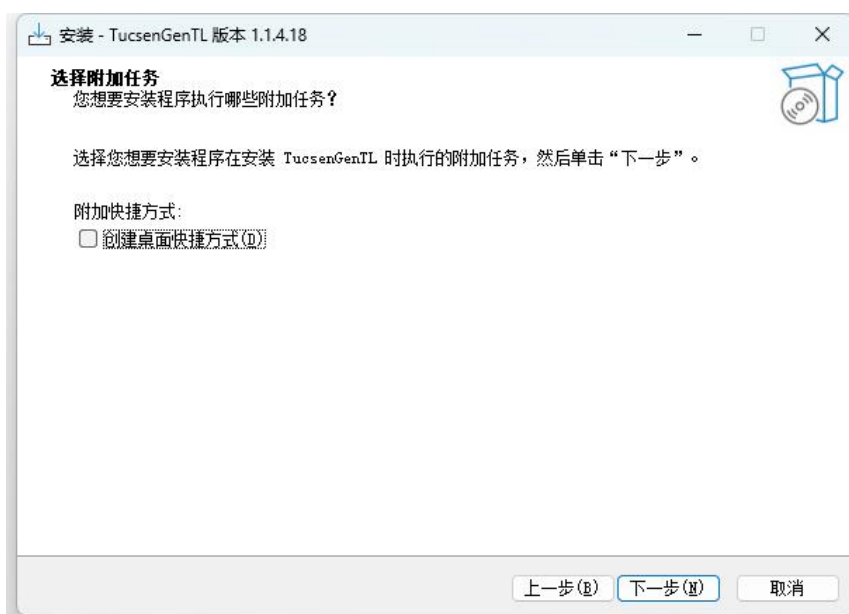 安装 - TucsenGenTL 版本 1.1.4.18
选择附加任务
您想要安装程序执行哪些附加任务？
选择您想要安装程序在安装 TucsenGenTL 时执行的附加任务，然后单击“下一步”。
附加快捷方式:
创建桌面快捷方式(D)
上一步(B) 下一步(N) 取消